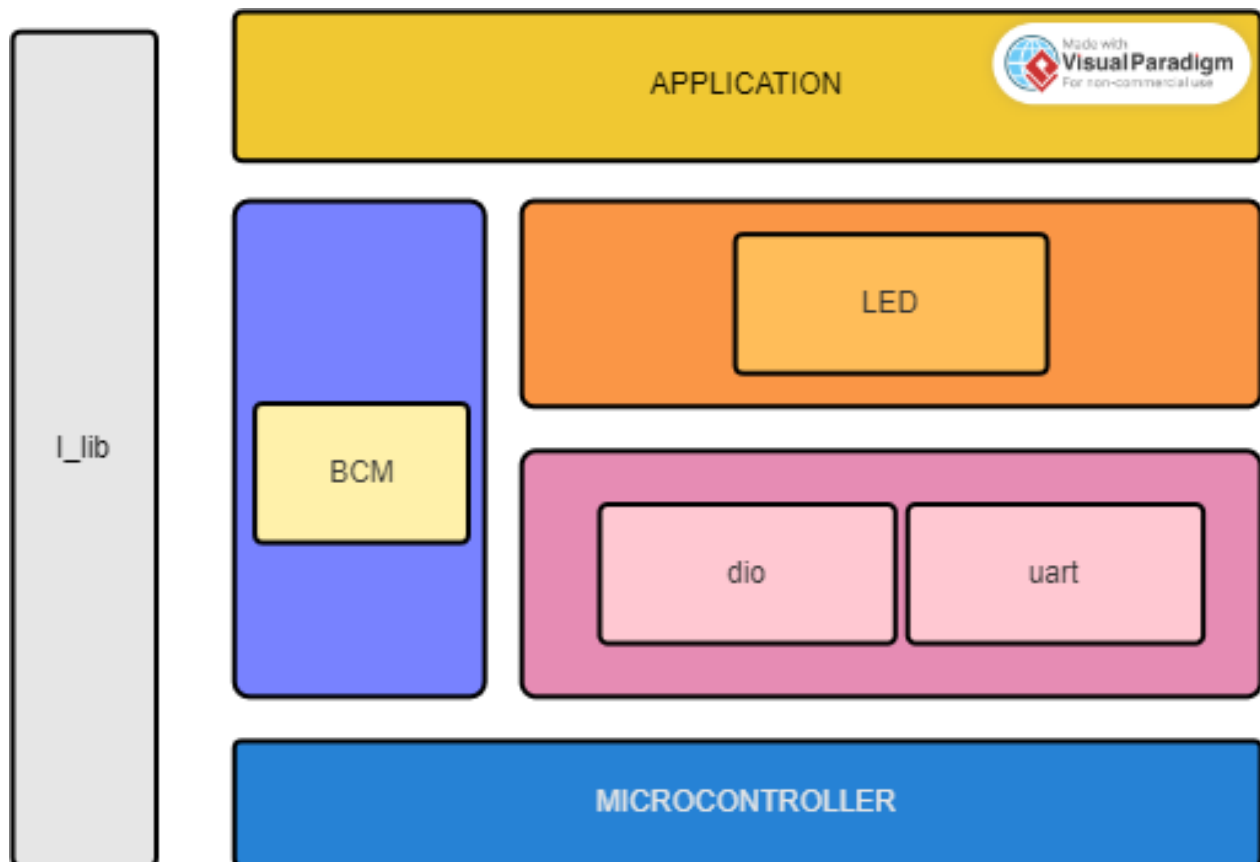 APPLICATION
Made with
Visual Paradigm
For non-commercial use
LED
l_lib
BCM
dio
uart
MICROCONTROLLER